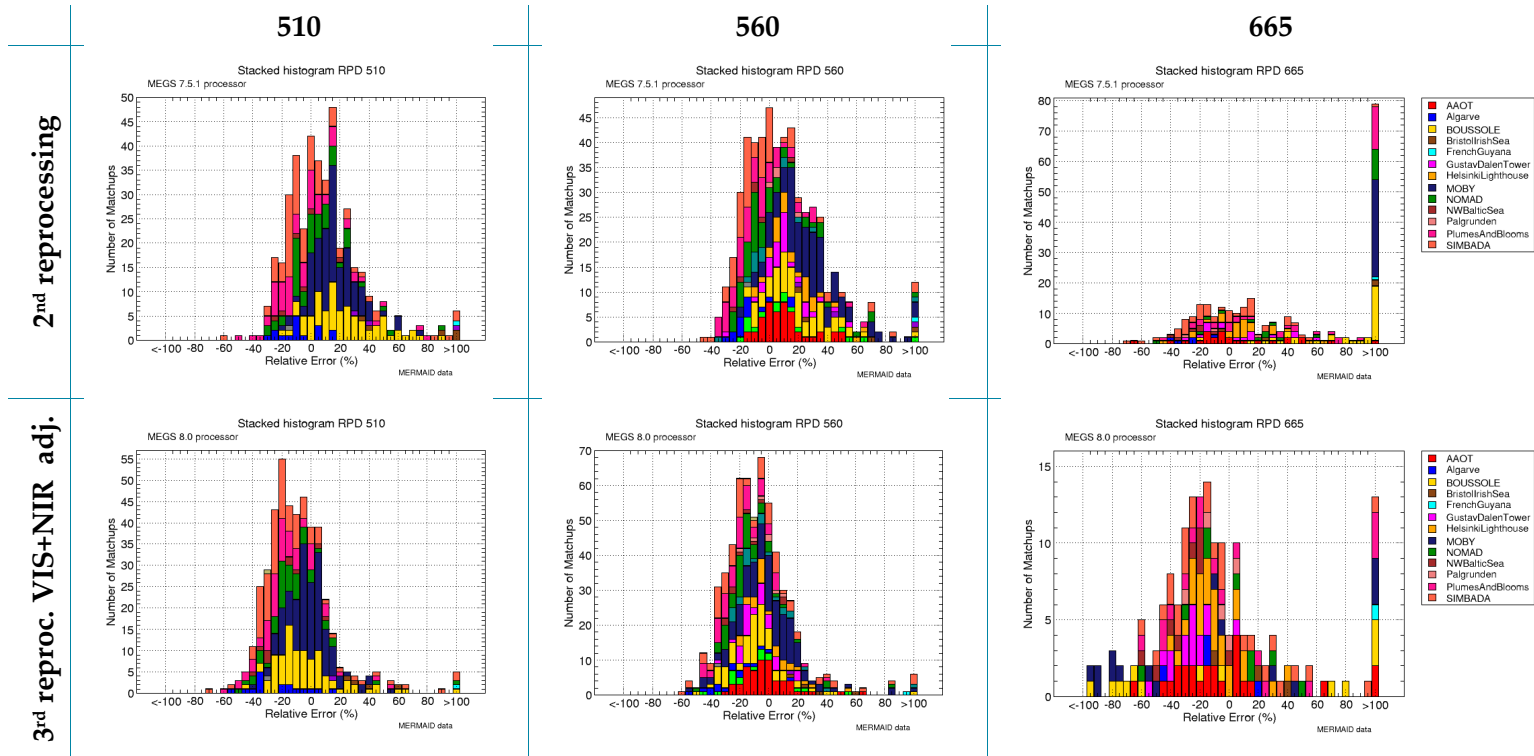 510 560 665
2nd reprocessing
Stacked histogram RPD 510
MEGS 7.5.1 processor
Number of Matchups
50
45
40
35
30
25
20
15
10
5
0
<-100 -80 -60 -40 -20 0 20 40 60 80 >100
Relative Error (%)
MERMAID data
Stacked histogram RPD 560
MEGS 7.5.1 processor
Number of Matchups
45
40
35
30
25
20
15
10
5
0
<-100 -80 -60 -40 -20 0 20 40 60 80 >100
Relative Error (%)
MERMAID data
Stacked histogram RPD 665
MEGS 7.5.1 processor
Number of Matchups
80
70
60
50
40
30
20
10
0
<-100 -80 -60 -40 -20 0 20 40 60 80 >100
Relative Error (%)
MERMAID data
AAOT
Algarve
BOUSSOLE
BristolIrishSea
FrenchGuyana
GustavDalenTower
HelsinkiLighthouse
MOBY
NOMAD
NWBalticSea
Palgrunden
PlumesAndBlooms
SIMBADA
3rd reproc. VIS+NIR adj.
Stacked histogram RPD 510
MEGS 8.0 processor
Number of Matchups
55
50
45
40
35
30
25
20
15
10
5
0
<-100 -80 -60 -40 -20 0 20 40 60 80 >100
Relative Error (%)
MERMAID data
Stacked histogram RPD 560
MEGS 8.0 processor
Number of Matchups
70
60
50
40
30
20
10
0
<-100 -80 -60 -40 -20 0 20 40 60 80 >100
Relative Error (%)
MERMAID data
Stacked histogram RPD 665
MEGS 8.0 processor
Number of Matchups
15
10
5
0
<-100 -80 -60 -40 -20 0 20 40 60 80 >100
Relative Error (%)
MERMAID data
AAOT
Algarve
BOUSSOLE
BristolIrishSea
FrenchGuyana
GustavDalenTower
HelsinkiLighthouse
MOBY
NOMAD
NWBalticSea
Palgrunden
PlumesAndBlooms
SIMBADA